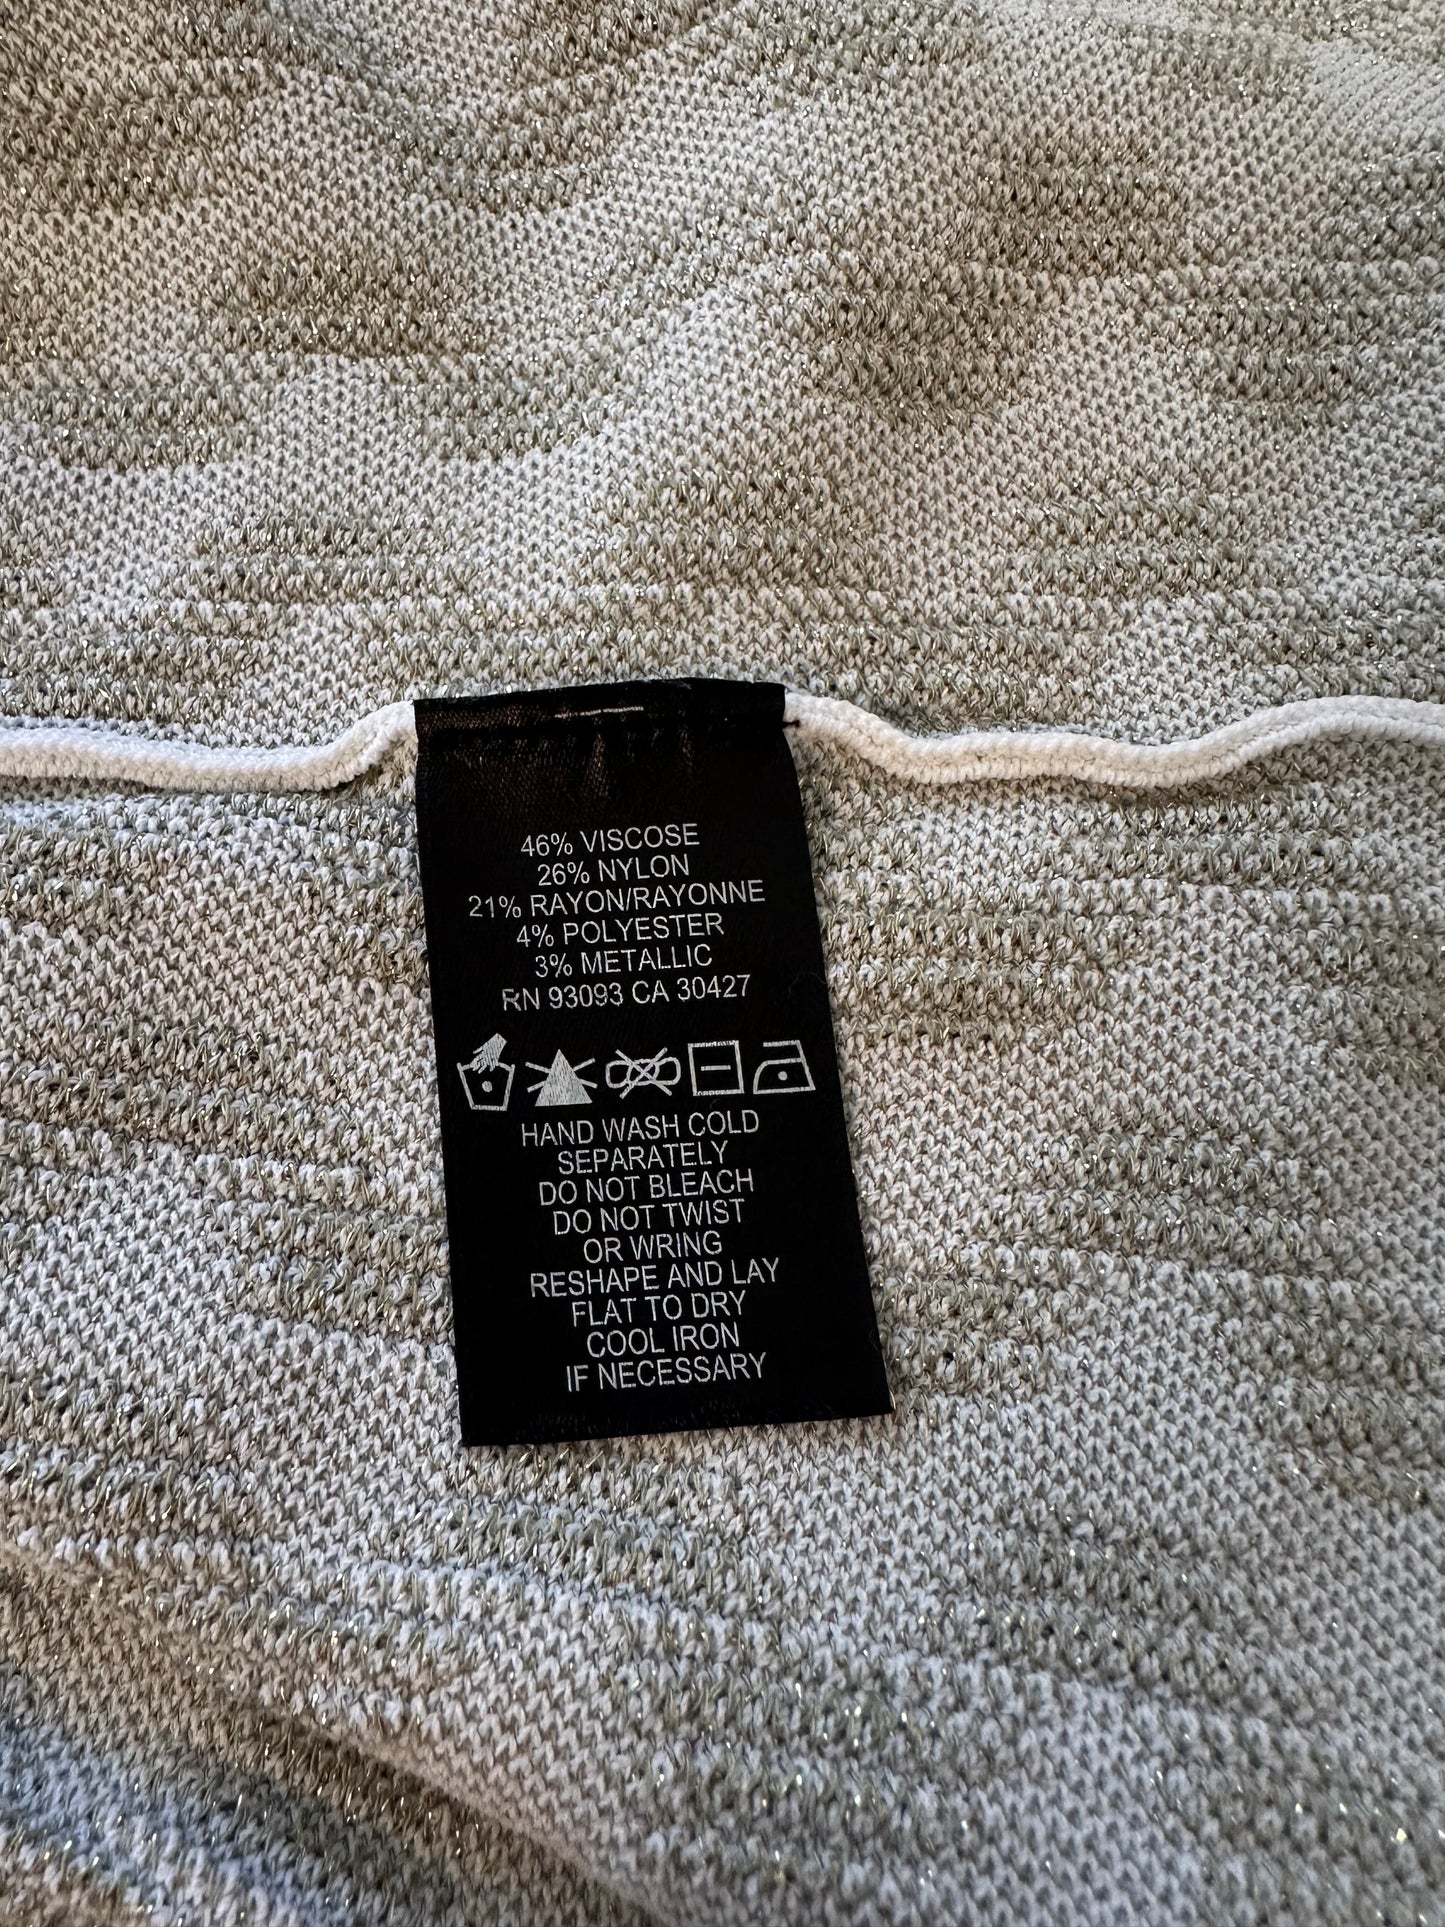 46% VISCOSE
26% NYLON
21% RAYON/RAYONNE
4% POLYESTER
3% METALLIC
RN 93093 CA 30427
HAND WASH COLD
SEPARATELY
DO NOT BLEACH
DO NOT TWIST
OR WRING
RESHAPE AND LAY
FLAT TO DRY
COOL IRON
IF NECESSARY